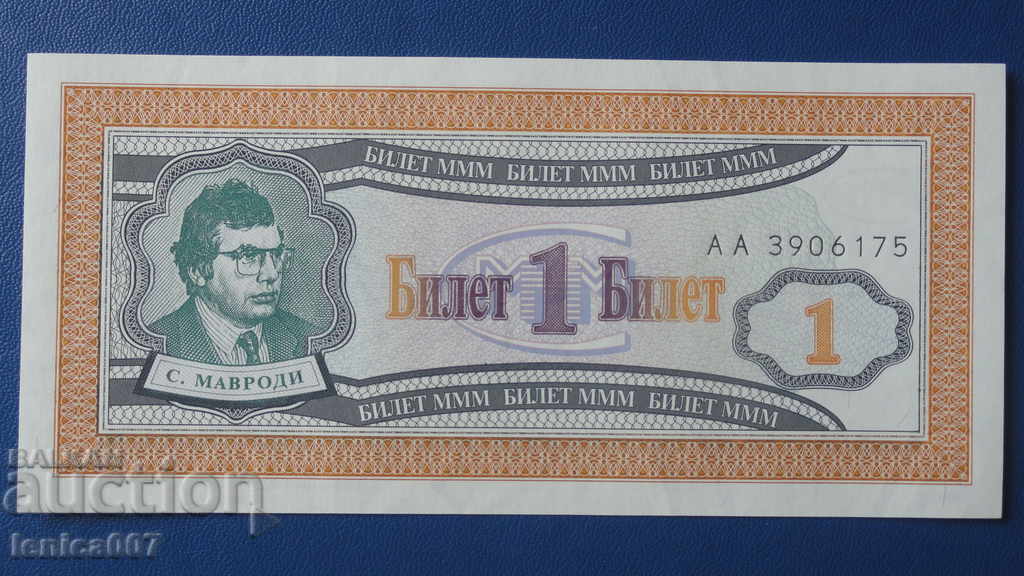 БИЛЕТ МММ БИЛЕТ МММ БИЛЕТ МММ
АА 3906175
Билет 1 Билет
МММ
1
С. МАВРОДИ
БИЛЕТ МММ БИЛЕТ МММ БИЛЕТ МММ
BALKAN
auction
lenica007